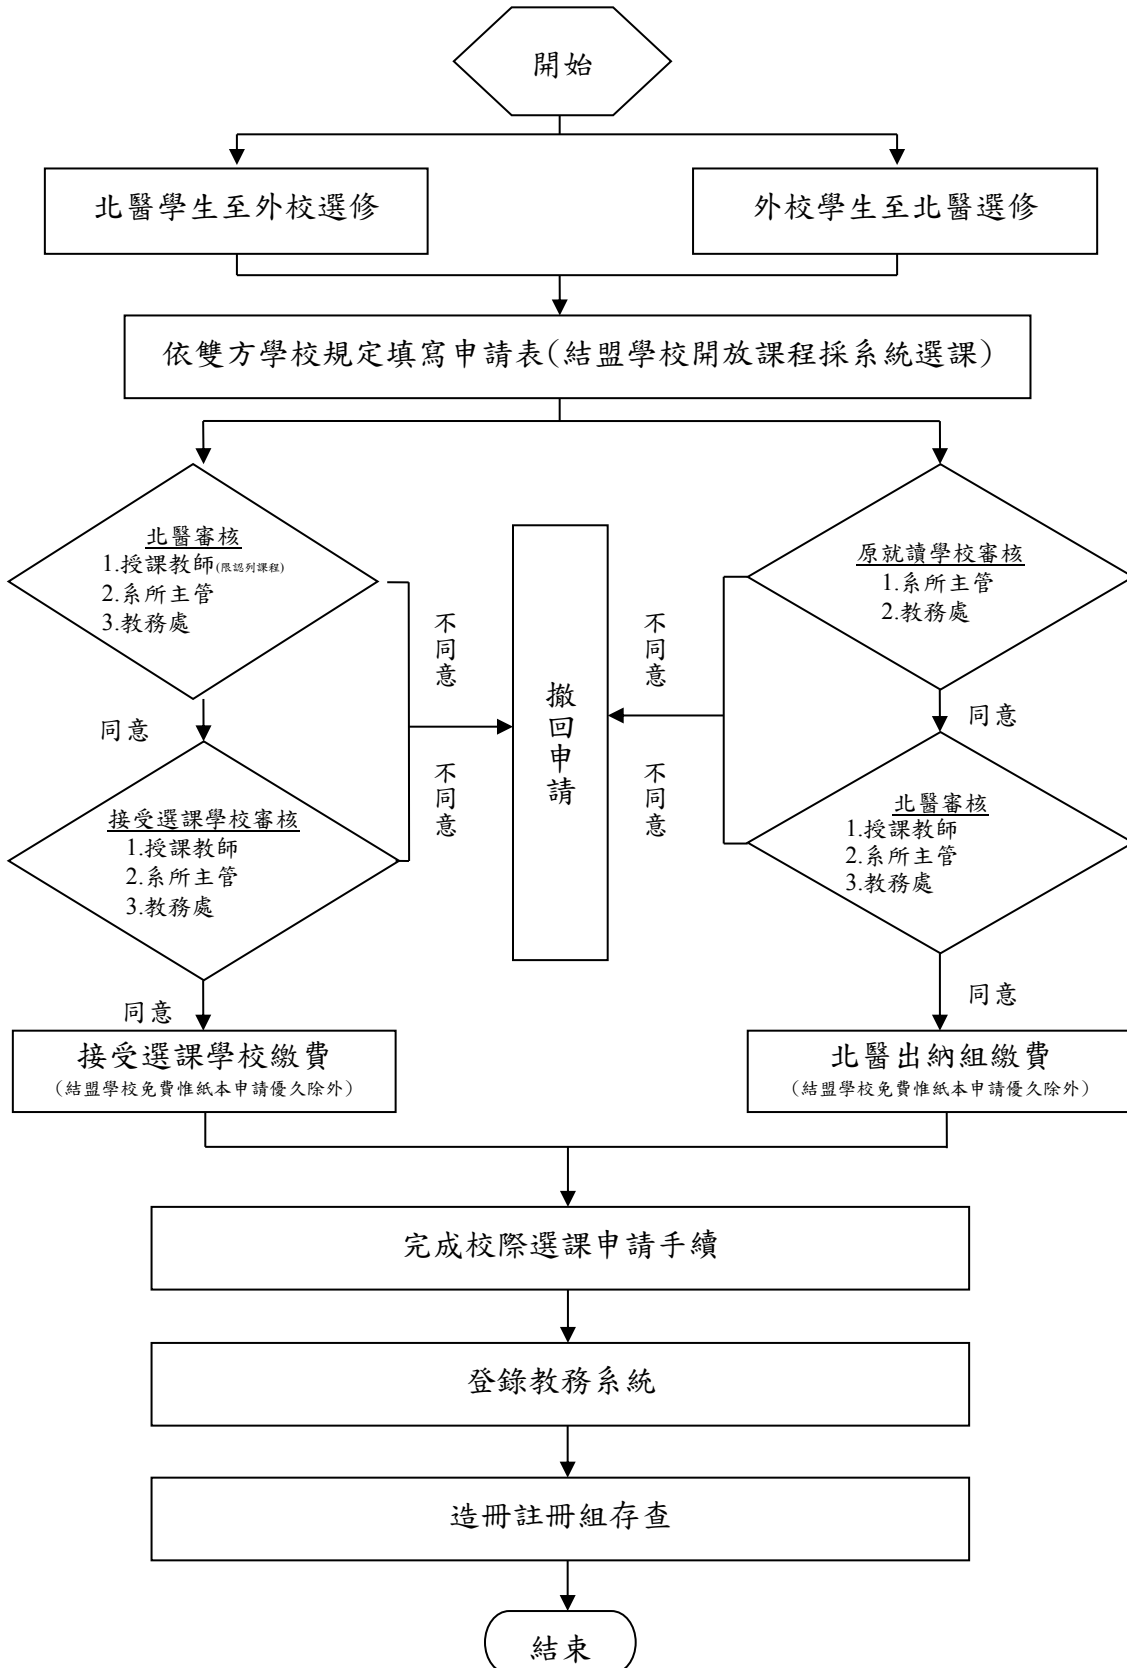 開始
北醫學生至外校選修
外校學生至北醫選修
依雙方學校規定填寫申請表(結盟學校開放課程採系統選課)
北醫審核
1.授課教師(限認列課程)
2.系所主管
3.教務處
原就讀學校審核
1.系所主管
2.教務處
不同意
不同意
撤回申請
同意
同意
接受選課學校審核
1.授課教師
2.系所主管
3.教務處
不同意
不同意
北醫審核
1.授課教師
2.系所主管
3.教務處
同意
同意
接受選課學校繳費
(結盟學校免費惟紙本申請優久除外)
北醫出納組繳費
(結盟學校免費惟紙本申請優久除外)
完成校際選課申請手續
登錄教務系統
造冊註冊組存查
結束